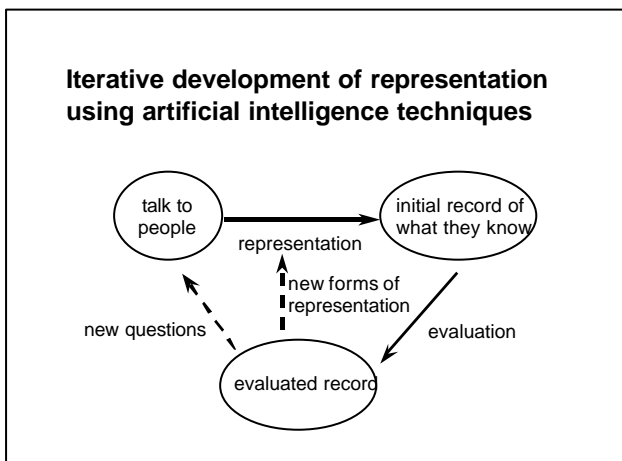 Iterative development of representation
using artificial intelligence techniques
talk to
people
initial record of
what they know
representation
new forms of
representation
new questions
evaluation
evaluated record